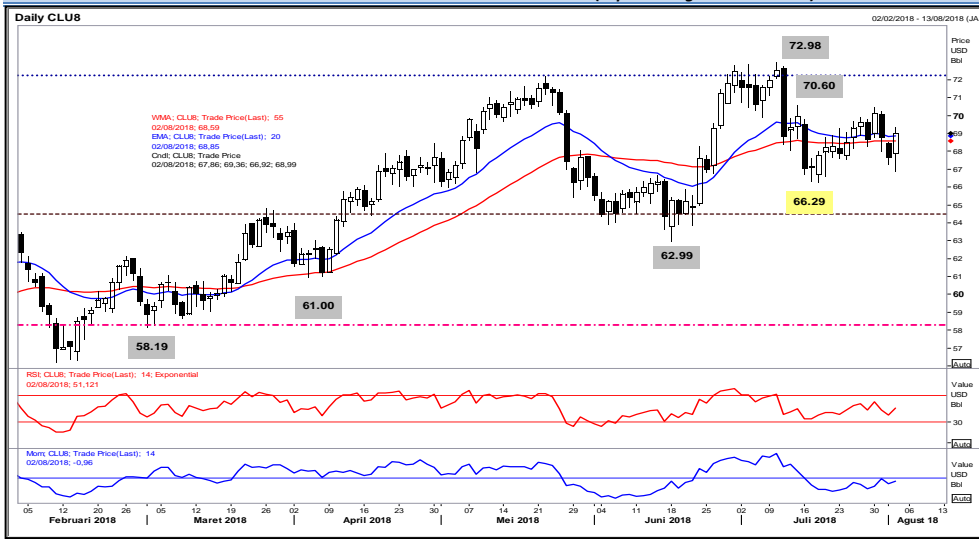 Daily CLU8
02/02/2018 - 13/08/2018 (JA
Price
USD
Bbl
72.98
70.60
WMA; CLU8; Trade Price(Last); 55
02/08/2018; 68,59
EMA; CLU8; Trade Price(Last); 20
02/08/2018; 68,85
Cndl; CLU8; Trade Price
02/08/2018; 67,86; 69,36; 66,92; 68,99
66.29
62.99
61.00
58.19
72
71
70
69
68
67
66
65
64
63
62
61
60
59
58
57
Auto
RSI; CLU8; Trade Price(Last); 14; Exponential
02/08/2018; 51,121
Value
USD
Bbl
30
Auto
Mom; CLU8; Trade Price(Last); 14
02/08/2018; -0,96
Value
USD
Bbl
Auto
05 12 20 26 05 12 19 26 02 09 16 23 30 07 14 21 29 04 11 18 25 02 09 16 23 30 06 13
Februari 2018 Maret 2018 April 2018 Mei 2018 Juni 2018 Juli 2018 Agust 18